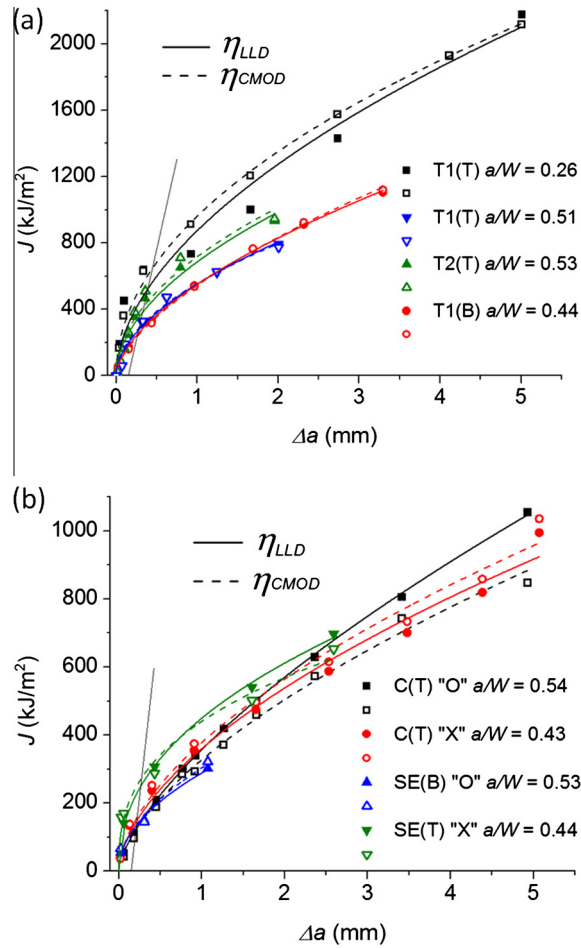 (a)
η_LLD
η_CMOD
2000
1600
1200
800
400
0
J (kJ/m²)
T1(T) a/W = 0.26
T1(T) a/W = 0.51
T2(T) a/W = 0.53
T1(B) a/W = 0.44
0 1 2 3 4 5
Δa (mm)
(b)
η_LLD
η_CMOD
1000
800
600
400
200
0
J (kJ/m²)
C(T) "O" a/W = 0.54
C(T) "X" a/W = 0.43
SE(B) "O" a/W = 0.53
SE(T) "X" a/W = 0.44
0 1 2 3 4 5
Δa (mm)